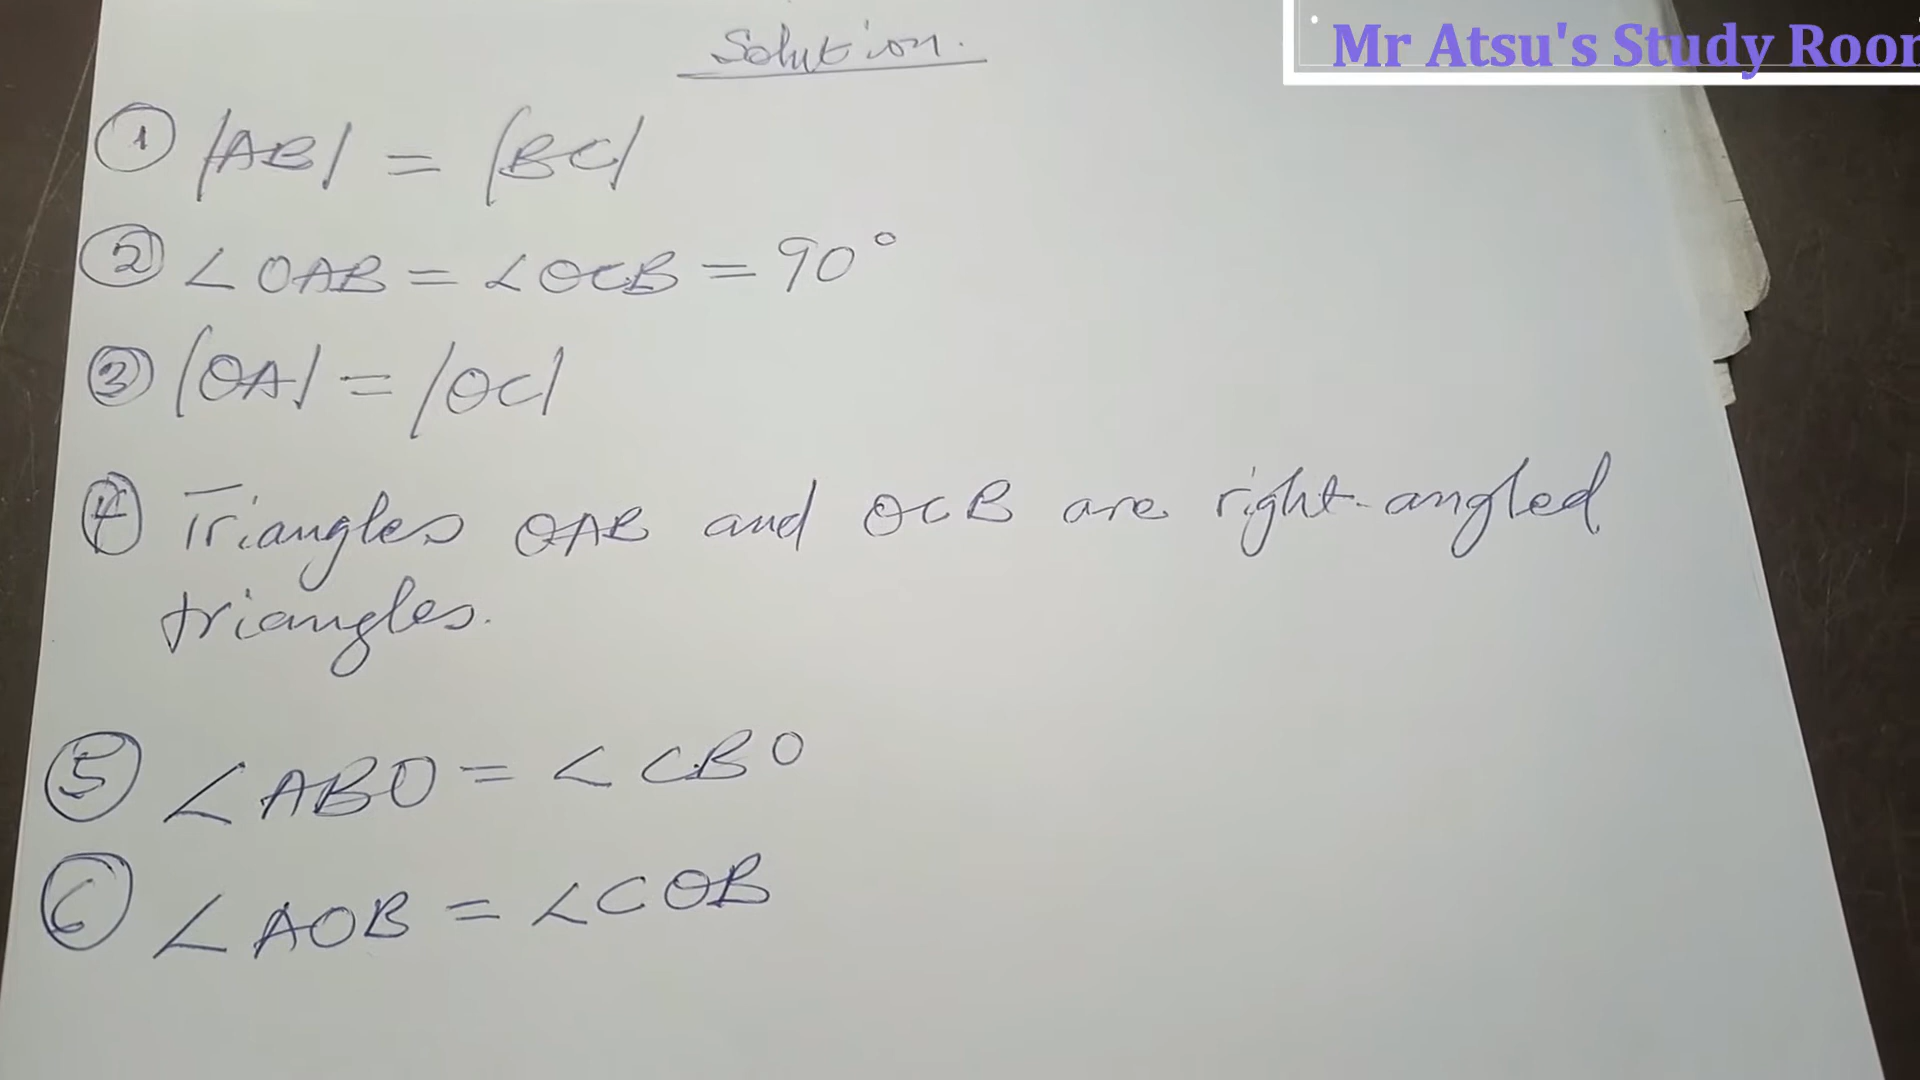 Solution.
Mr Atsu's Study Roo
① |AB| = |BC|
② ∠OAB = ∠OCB = 90°
③ |OA| = |OC|
④ Triangles OAB and OCB are right-angled
triangles.
⑤ ∠ABO = ∠CBO
⑥ ∠AOB = ∠COB